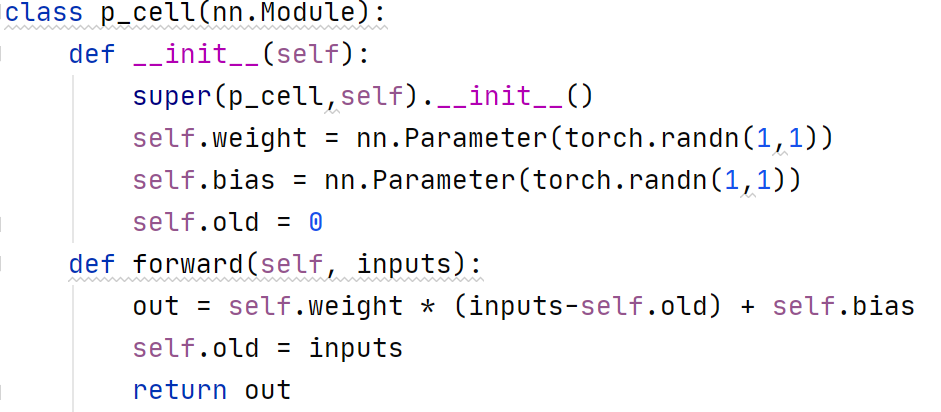 class p_cell(nn.Module):
    def __init__(self):
        super(p_cell,self).__init__()
        self.weight = nn.Parameter(torch.randn(1,1))
        self.bias = nn.Parameter(torch.randn(1,1))
        self.old = 0
    def forward(self, inputs):
        out = self.weight * (inputs-self.old) + self.bias
        self.old = inputs
        return out